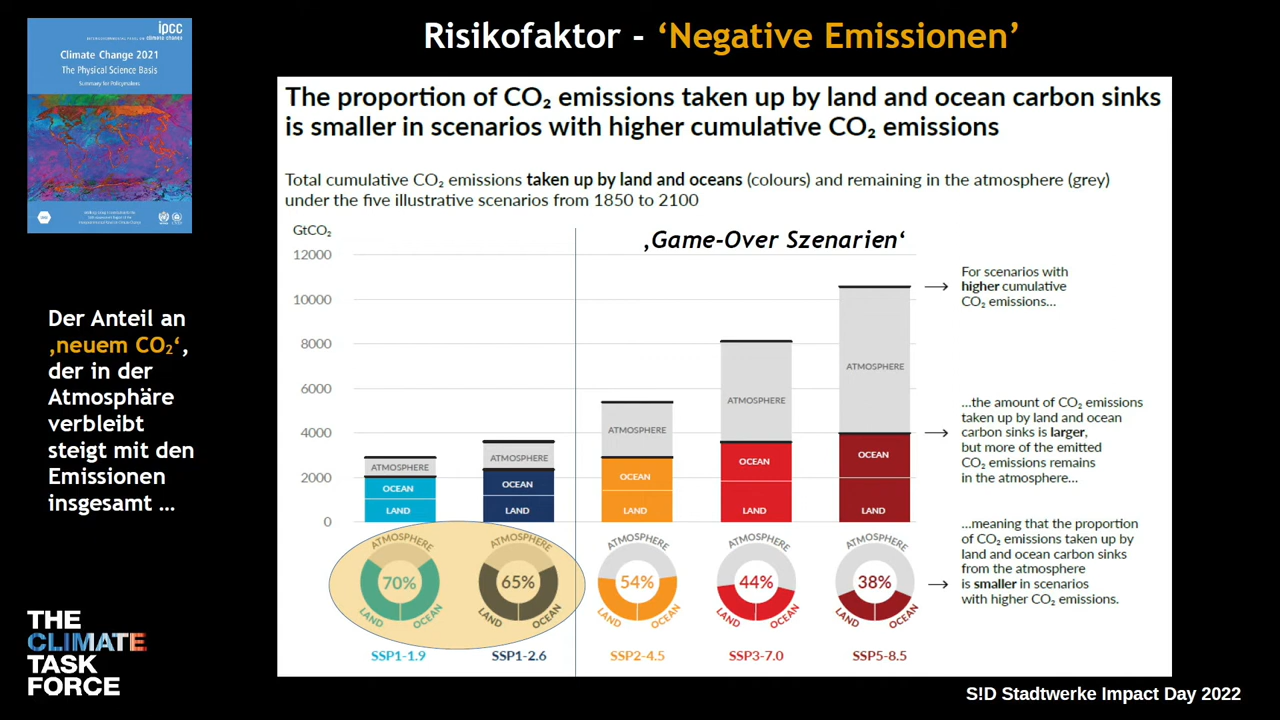 ipcc
Climate Change 2021
The Physical Science Basis
Summary for Policymakers
Risikofaktor - ‘Negative Emissionen’
The proportion of CO₂ emissions taken up by land and ocean carbon sinks
is smaller in scenarios with higher cumulative CO₂ emissions
Total cumulative CO₂ emissions taken up by land and oceans (colours) and remaining in the atmosphere (grey)
under the five illustrative scenarios from 1850 to 2100
GtCO₂
‚Game-Over Szenarien‘
12000
10000
8000
6000
4000
2000
0
ATMOSPHERE
OCEAN
LAND
ATMOSPHERE
OCEAN
LAND
ATMOSPHERE
OCEAN
LAND
ATMOSPHERE
OCEAN
LAND
ATMOSPHERE
OCEAN
LAND
For scenarios with
higher cumulative
CO₂ emissions…
…the amount of CO₂ emissions
taken up by land and ocean
carbon sinks is larger,
but more of the emitted
CO₂ emissions remains
in the atmosphere…
…meaning that the proportion
of CO₂ emissions taken up by
land and ocean carbon sinks
from the atmosphere
is smaller in scenarios
with higher CO₂ emissions.
ATMOSPHERE
70%
LAND
OCEAN
ATMOSPHERE
65%
LAND
OCEAN
ATMOSPHERE
54%
LAND
OCEAN
ATMOSPHERE
44%
LAND
OCEAN
ATMOSPHERE
38%
LAND
OCEAN
SSP1-1.9
SSP1-2.6
SSP2-4.5
SSP3-7.0
SSP5-8.5
Der Anteil an
‚neuem CO₂‘,
der in der
Atmosphäre
verbleibt
steigt mit den
Emissionen
insgesamt …
THE
CLIMATE
TASK
FORCE
S!D Stadtwerke Impact Day 2022